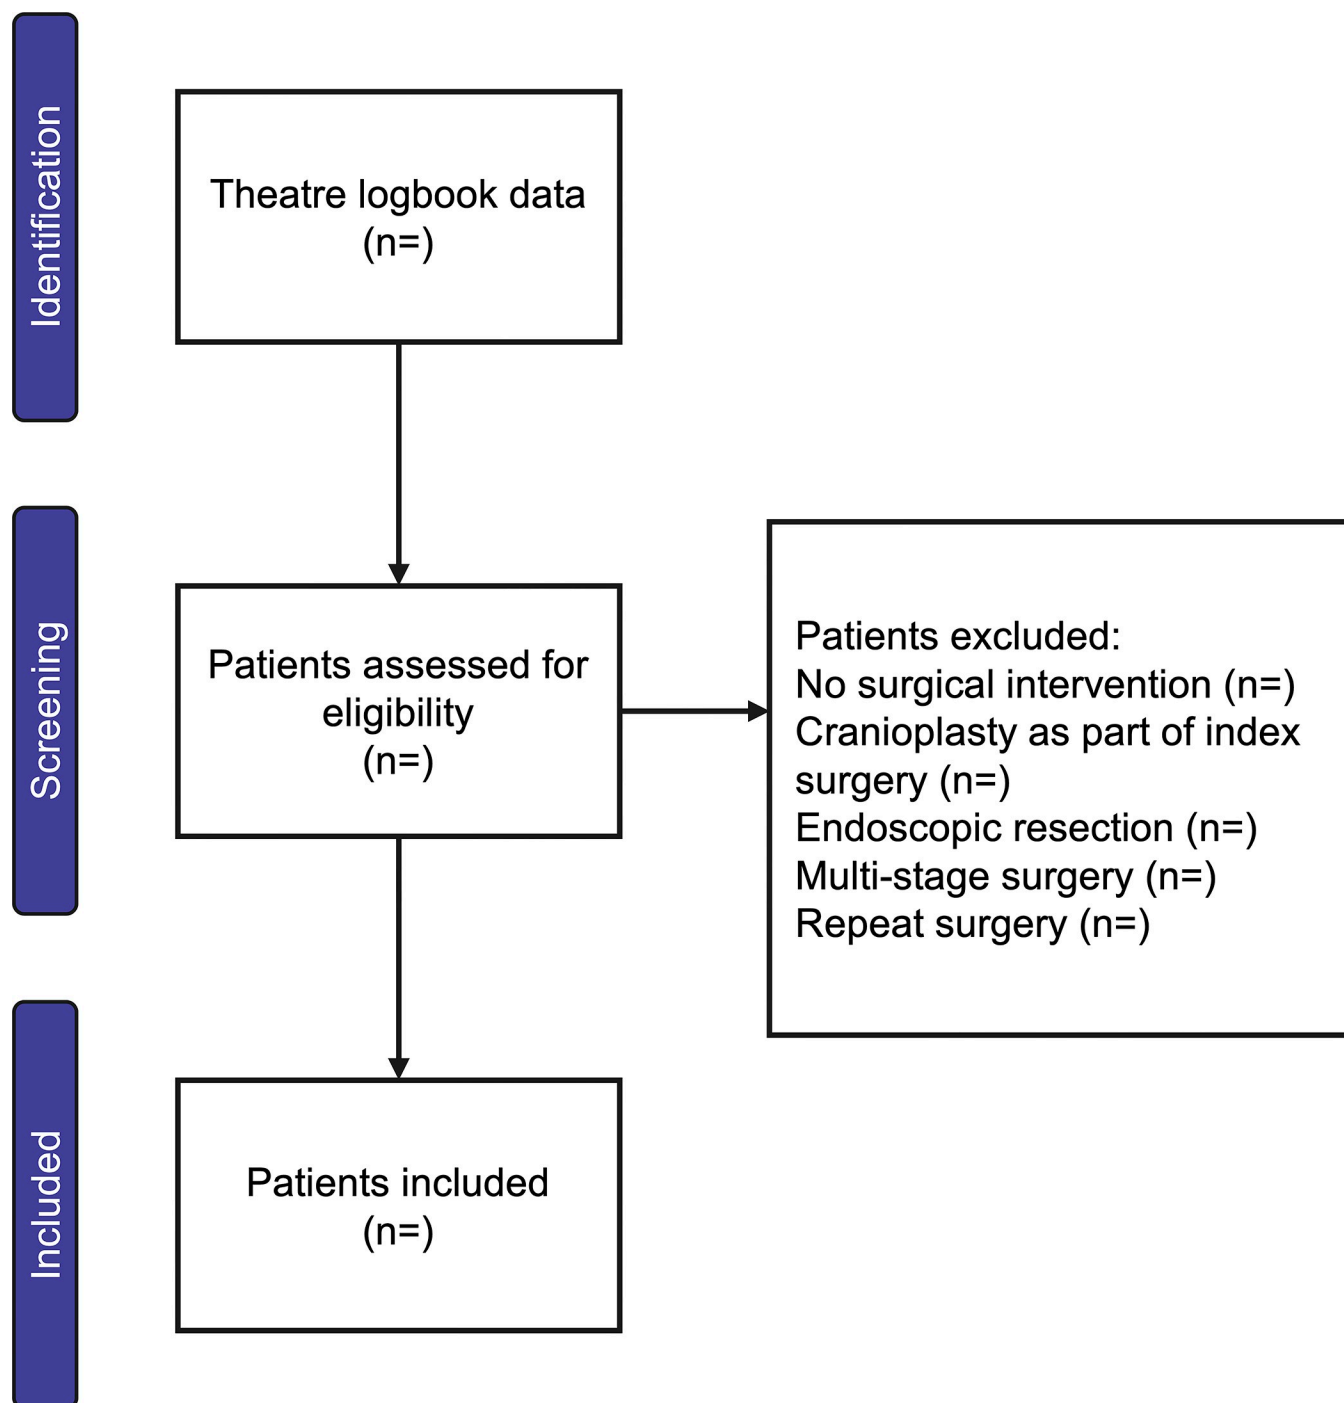 Identification
Theatre logbook data
(n=)
Screening
Patients assessed for
eligibility
(n=)
Patients excluded:
No surgical intervention (n=)
Cranioplasty as part of index
surgery (n=)
Endoscopic resection (n=)
Multi-stage surgery (n=)
Repeat surgery (n=)
Included
Patients included
(n=)